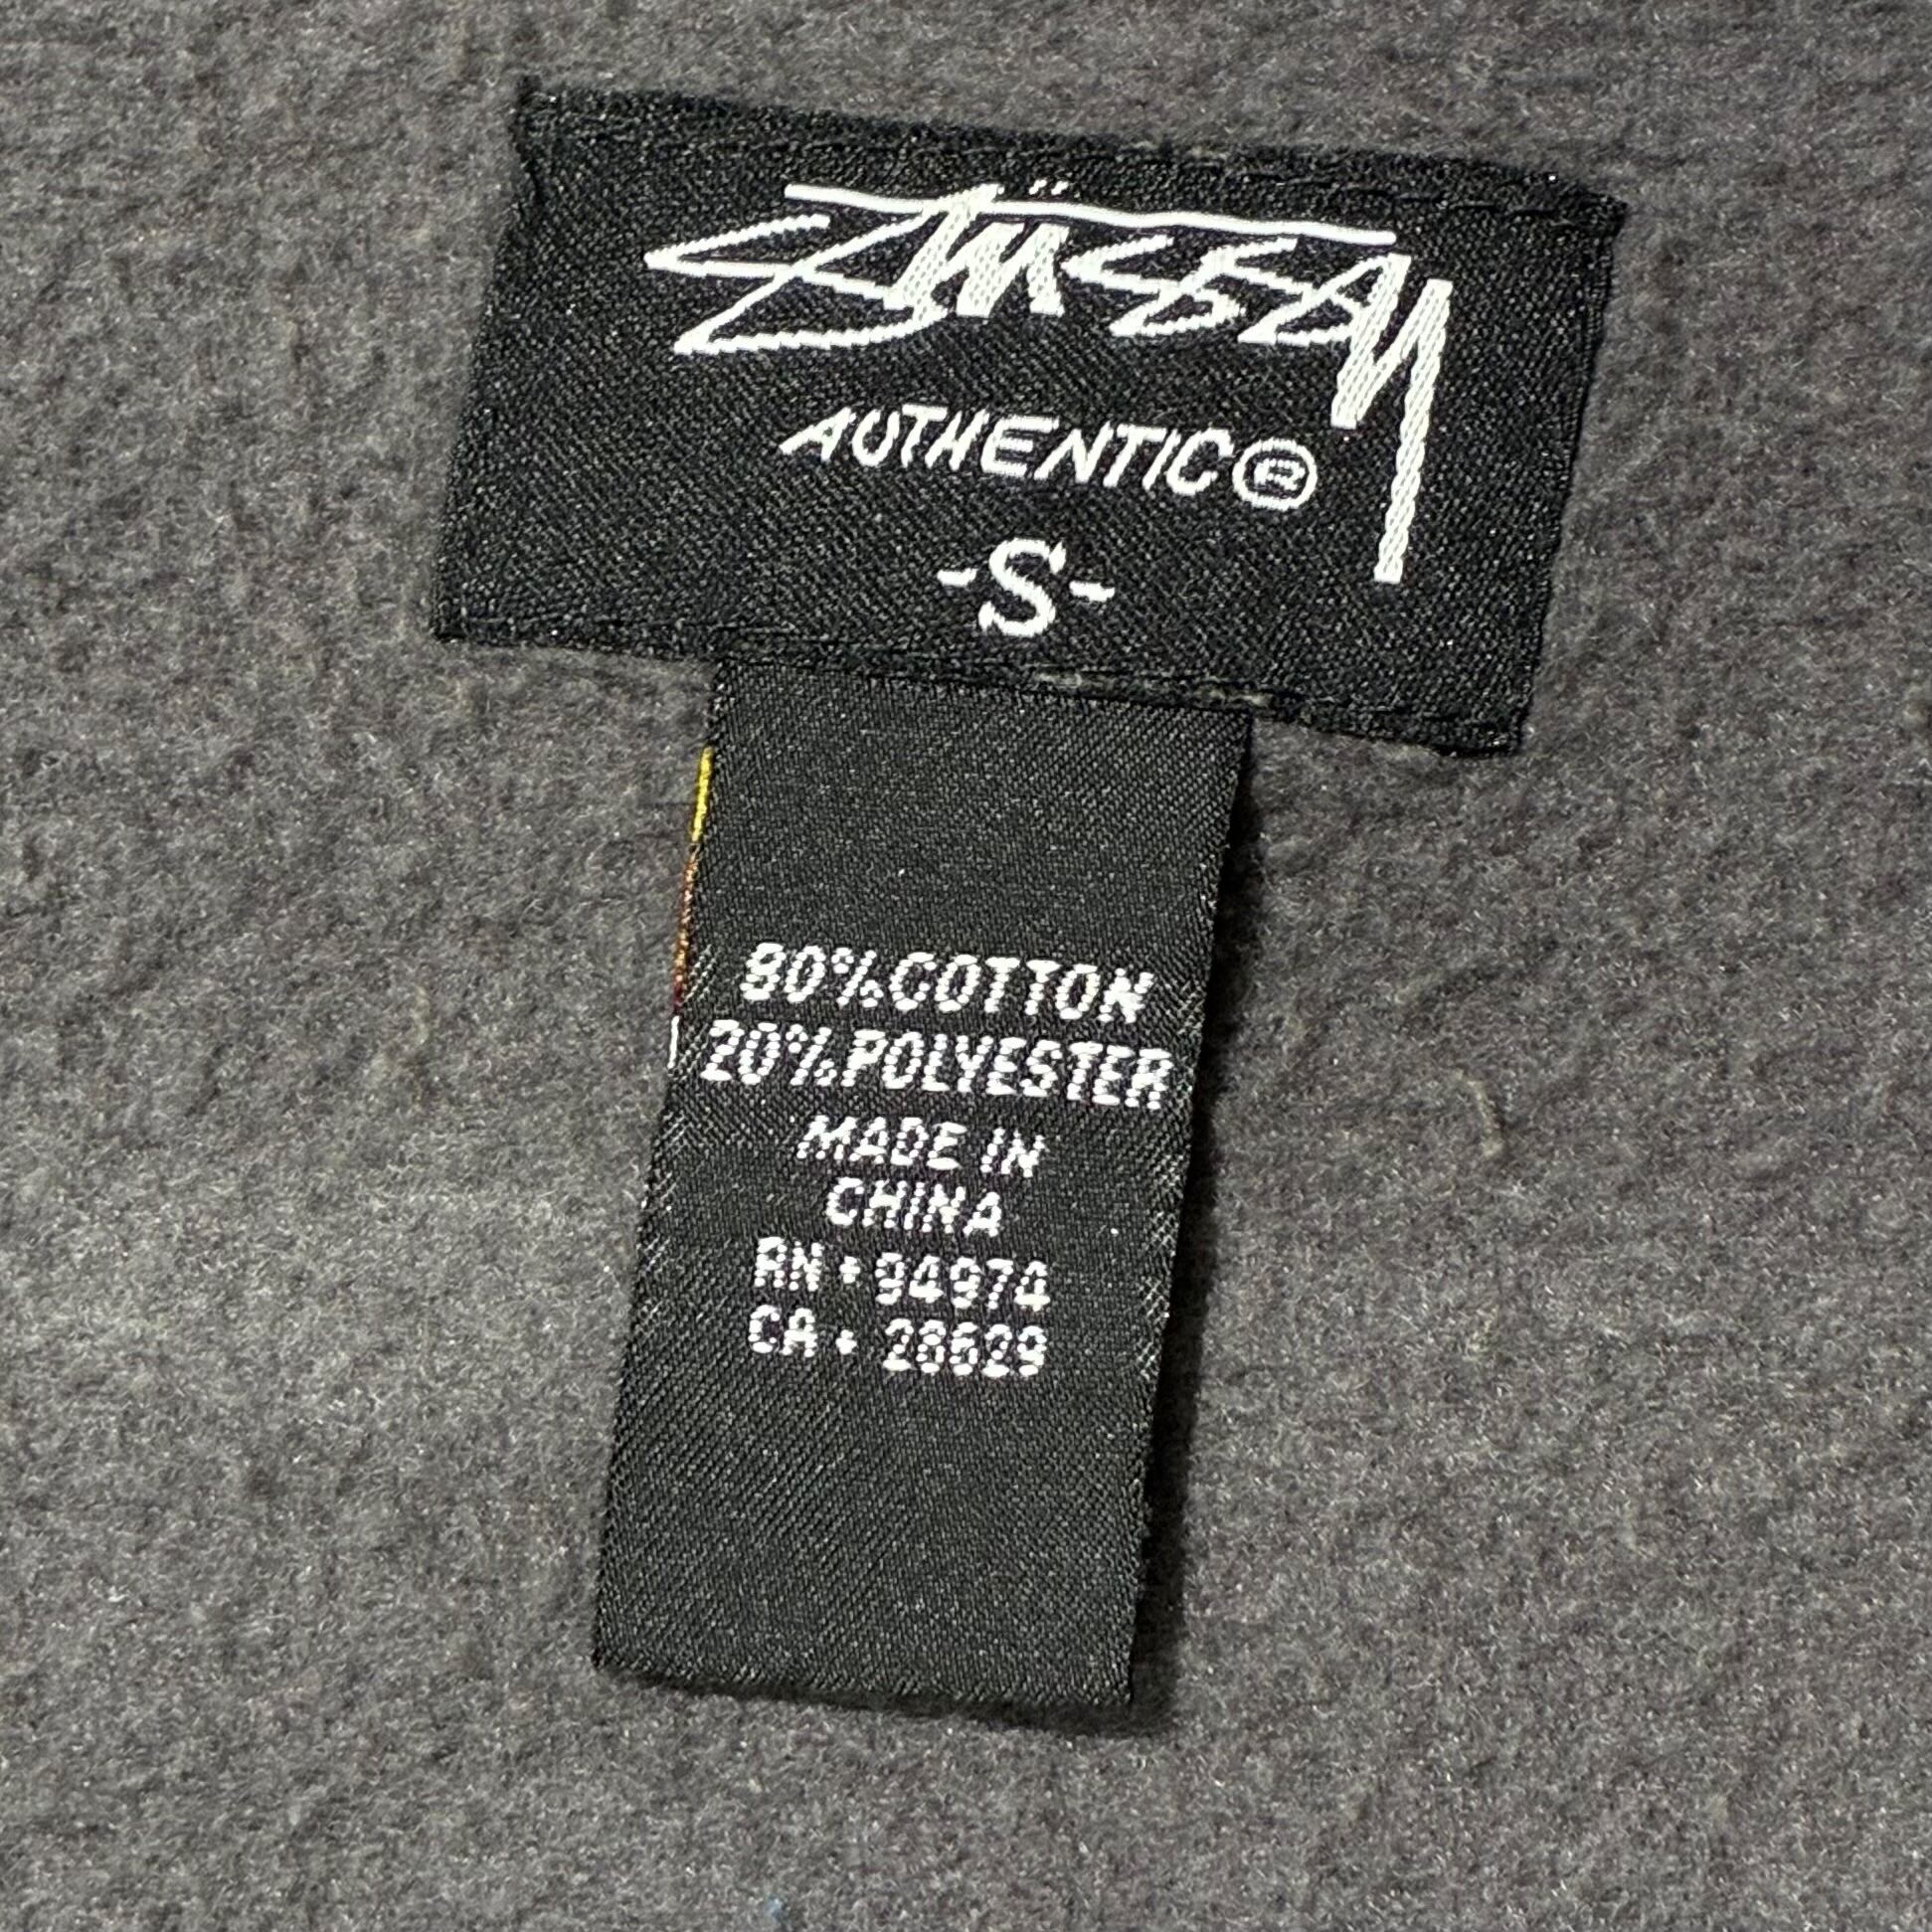 STÜSSY
AUTHENTIC®
-S-
80%COTTON
20%POLYESTER
MADE IN
CHINA
RN • 94974
CA • 28629